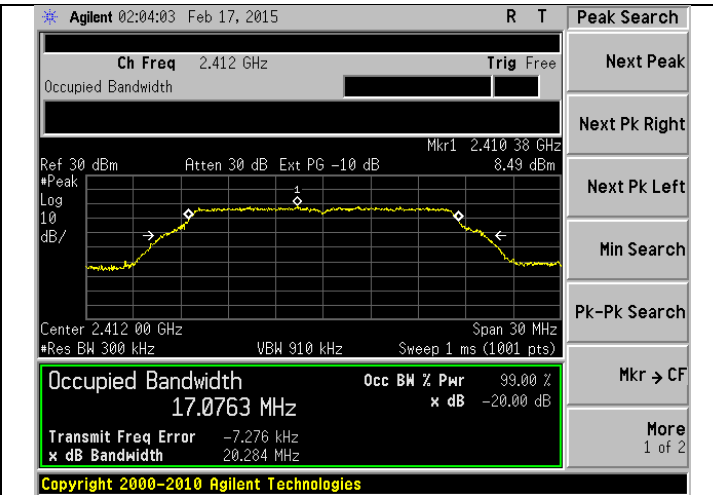 Agilent 02:04:03 Feb 17, 2015 R T
Peak Search
Ch Freq 2.412 GHz Trig Free
Occupied Bandwidth
Next Peak
Next Pk Right
Next Pk Left
Min Search
Pk-Pk Search
Mkr → CF
More
1 of 2
Mkr1 2.410 38 GHz
Ref 30 dBm Atten 30 dB Ext PG -10 dB 8.49 dBm
#Peak
Log
10
dB/
1
Center 2.412 00 GHz Span 30 MHz
#Res BW 300 kHz VBW 910 kHz Sweep 1 ms (1001 pts)
Occupied Bandwidth Occ BW % Pwr 99.00 %
17.0763 MHz x dB -20.00 dB
Transmit Freq Error -7.276 kHz
x dB Bandwidth 20.284 MHz
Copyright 2000-2010 Agilent Technologies